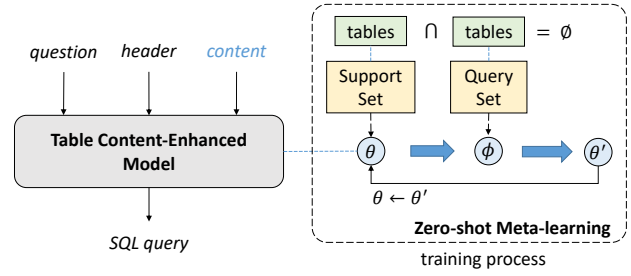 question header content
Table Content-Enhanced
Model
SQL query
tables ∩ tables = ∅
Support
Set
Query
Set
θ ϕ θ′
θ ← θ′
Zero-shot Meta-learning
training process